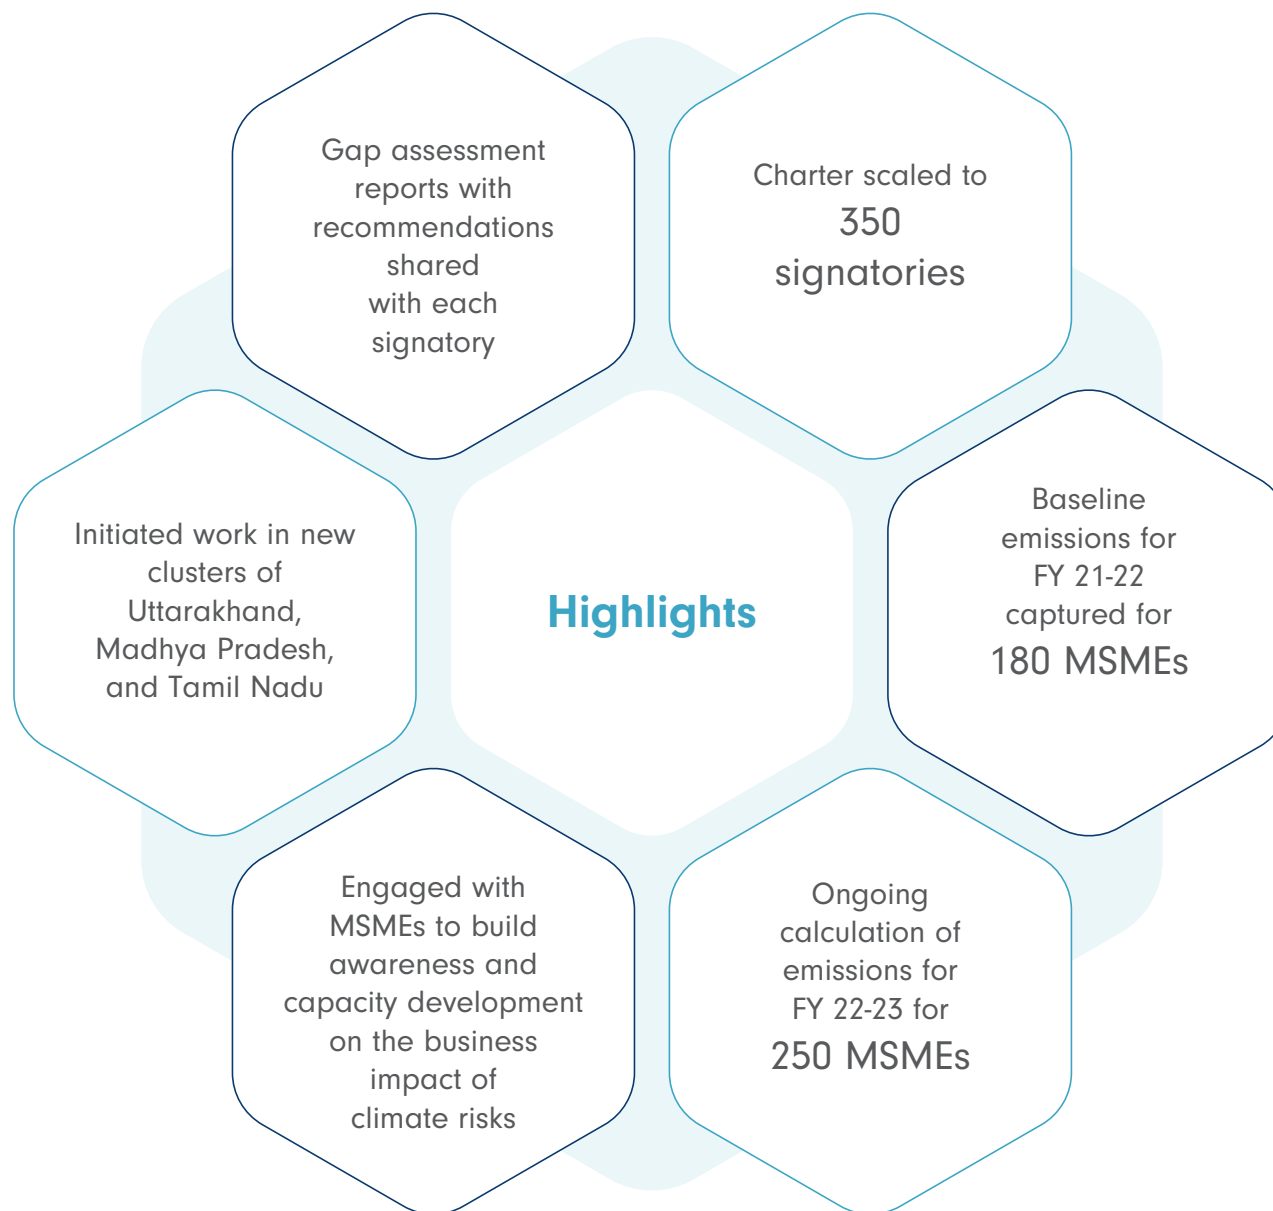 Gap assessment
reports with
recommendations
shared
with each
signatory
Charter scaled to
350
signatories
Initiated work in new
clusters of
Uttarakhand,
Madhya Pradesh,
and Tamil Nadu
Highlights
Baseline
emissions for
FY 21-22
captured for
180 MSMEs
Engaged with
MSMEs to build
awareness and
capacity development
on the business
impact of
climate risks
Ongoing
calculation of
emissions for
FY 22-23 for
250 MSMEs